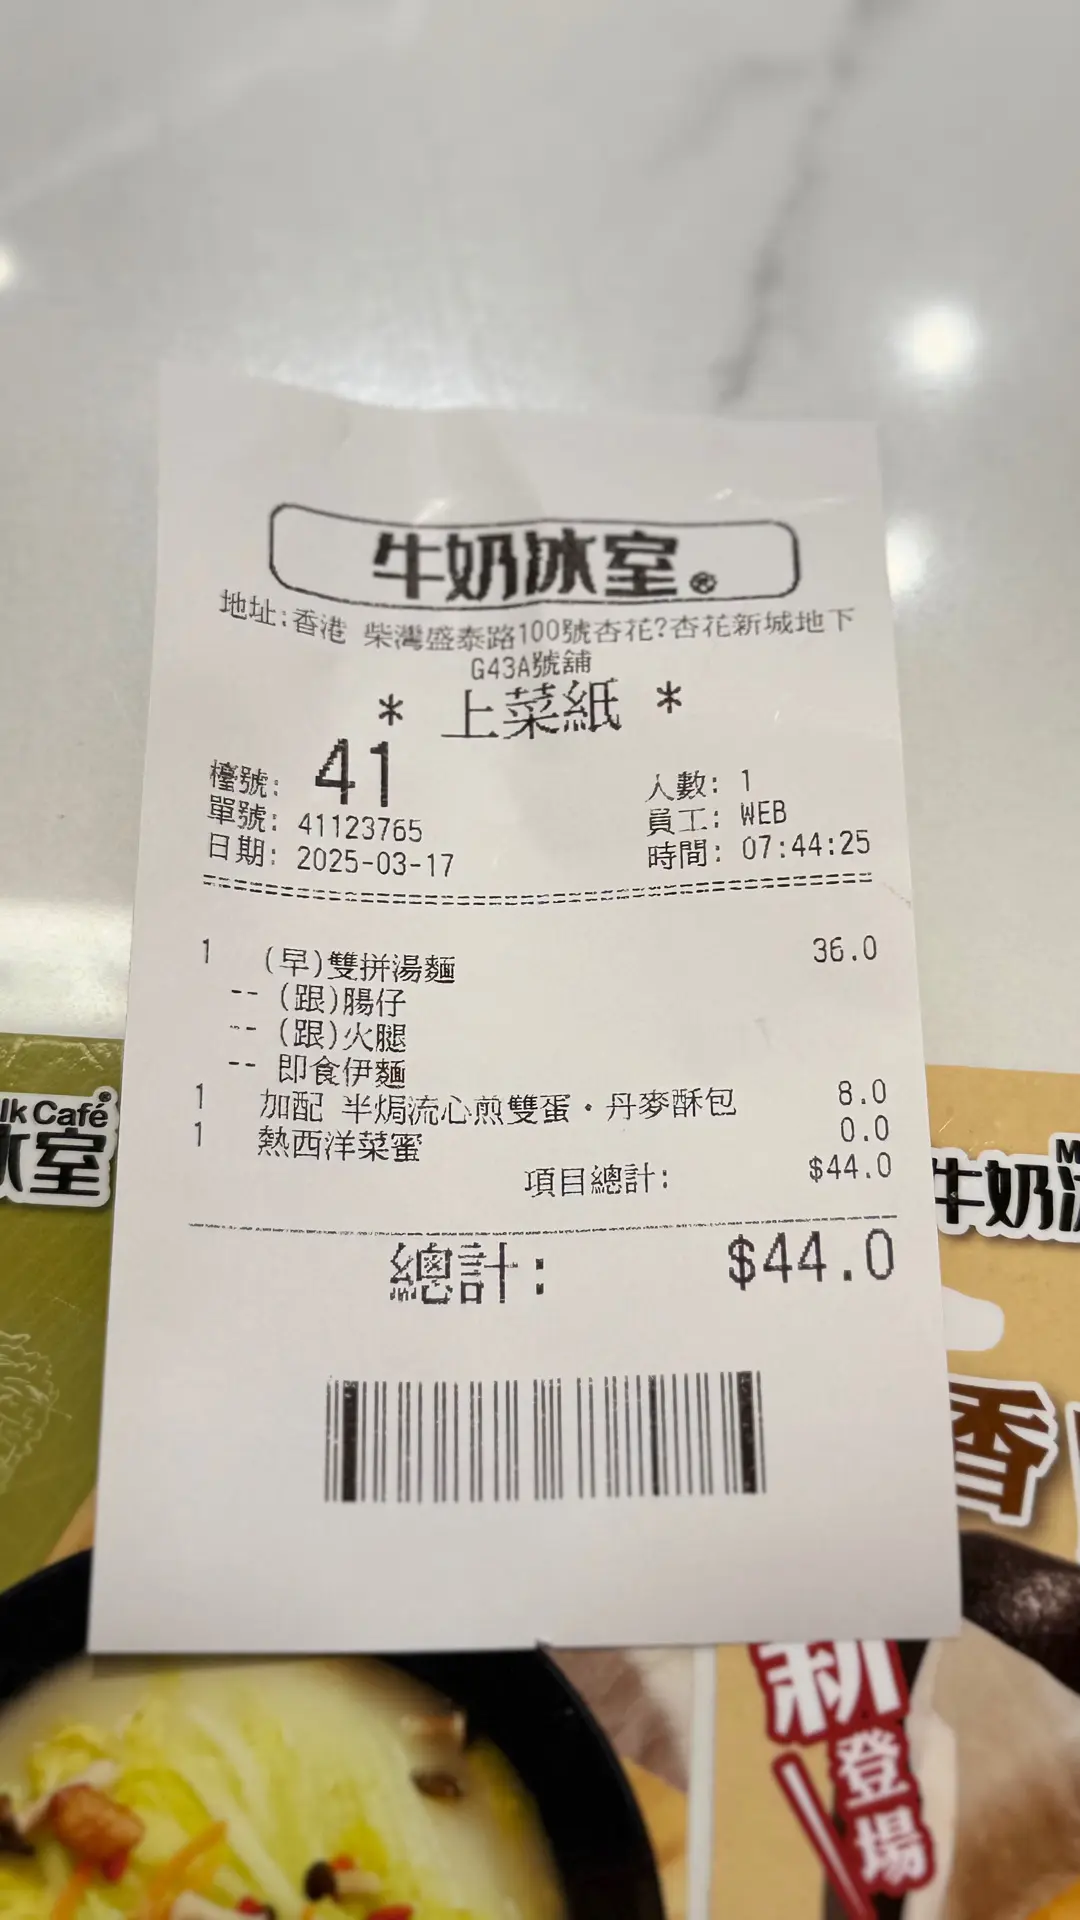 牛奶冰室®
地址:香港 柴灣盛泰路100號杏花?杏花新城地下
G43A號舖
* 上菜紙 *
檯號: 41
人數: 1
單號: 41123765
員工: WEB
日期: 2025-03-17
時間: 07:44:25
1 (早)雙拼湯麵 36.0
-- (跟)腸仔
-- (跟)火腿
-- 即食伊麵
1 加配 半焗流心煎雙蛋·丹麥酥包 8.0
1 熱西洋菜蜜 0.0
項目總計: $44.0
總計: $44.0
lk Café®
冰室
牛奶
香
新
登
場